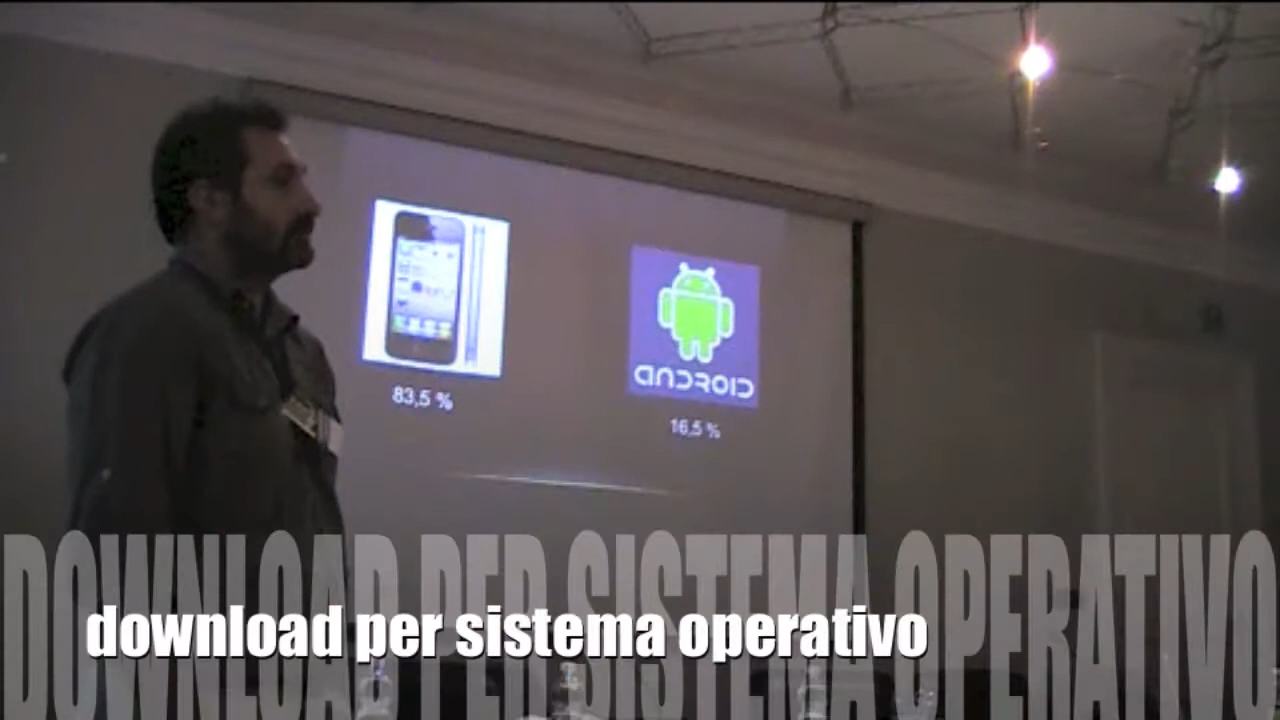 ANDROID
83,5 %
16,5 %
DOWNLOAD PER SISTEMA OPERATIVO
download per sistema operativo